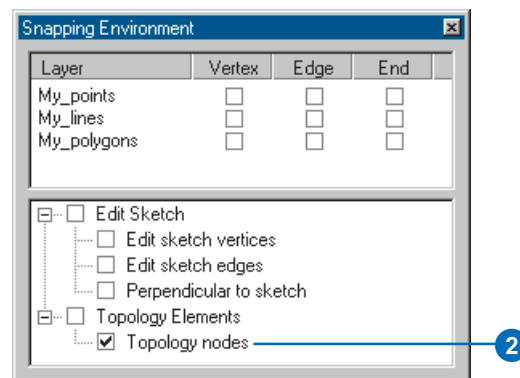 Snapping Environment
Layer Vertex Edge End
My_points
My_lines
My_polygons
Edit Sketch
Edit sketch vertices
Edit sketch edges
Perpendicular to sketch
Topology Elements
Topology nodes 2